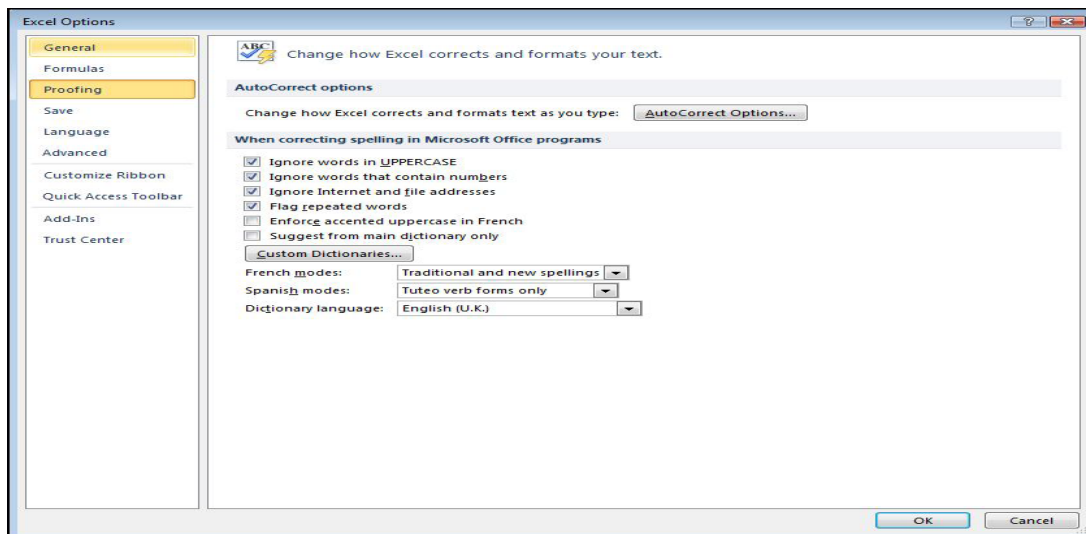 Excel Options
General
Formulas
Proofing
Save
Language
Advanced
Customize Ribbon
Quick Access Toolbar
Add-Ins
Trust Center
ABC
Change how Excel corrects and formats your text.
AutoCorrect options
Change how Excel corrects and formats text as you type: AutoCorrect Options...
When correcting spelling in Microsoft Office programs
Ignore words in UPPERCASE
Ignore words that contain numbers
Ignore Internet and file addresses
Flag repeated words
Enforce accented uppercase in French
Suggest from main dictionary only
Custom Dictionaries...
French modes: Traditional and new spellings
Spanish modes: Tuteo verb forms only
Dictionary language: English (U.K.)
OK Cancel